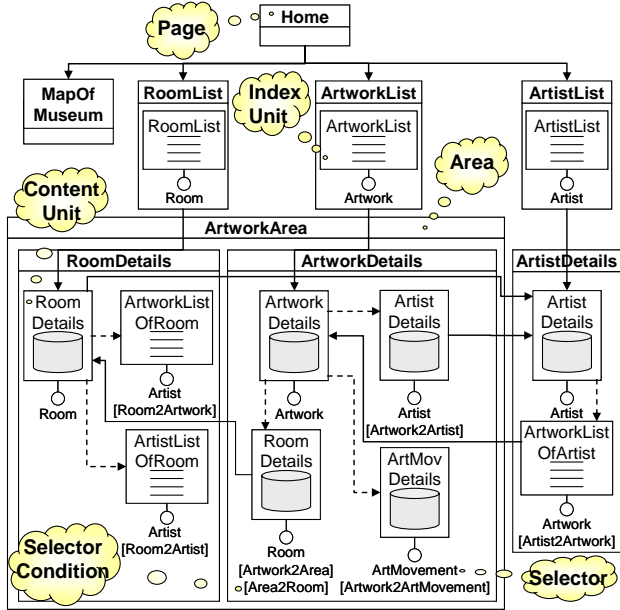 Home
Page
MapOf
Museum
RoomList
RoomList
Room
Index
Unit
ArtworkList
ArtworkList
Artwork
ArtistList
ArtistList
Artist
Area
Content
Unit
ArtworkArea
RoomDetails
Room
Details
Room
ArtworkList
OfRoom
Artist
[Room2Artwork]
ArtistList
OfRoom
Artist
[Room2Artist]
ArtworkDetails
Artwork
Details
Artwork
Artist
Details
Artist
[Artwork2Artist]
Room
Details
Room
[Artwork2Area]
[Area2Room]
ArtMov
Details
ArtMovement
[Artwork2ArtMovement]
ArtistDetails
Artist
Details
Artist
ArtworkList
OfArtist
Artwork
[Artist2Artwork]
Selector
Condition
Selector